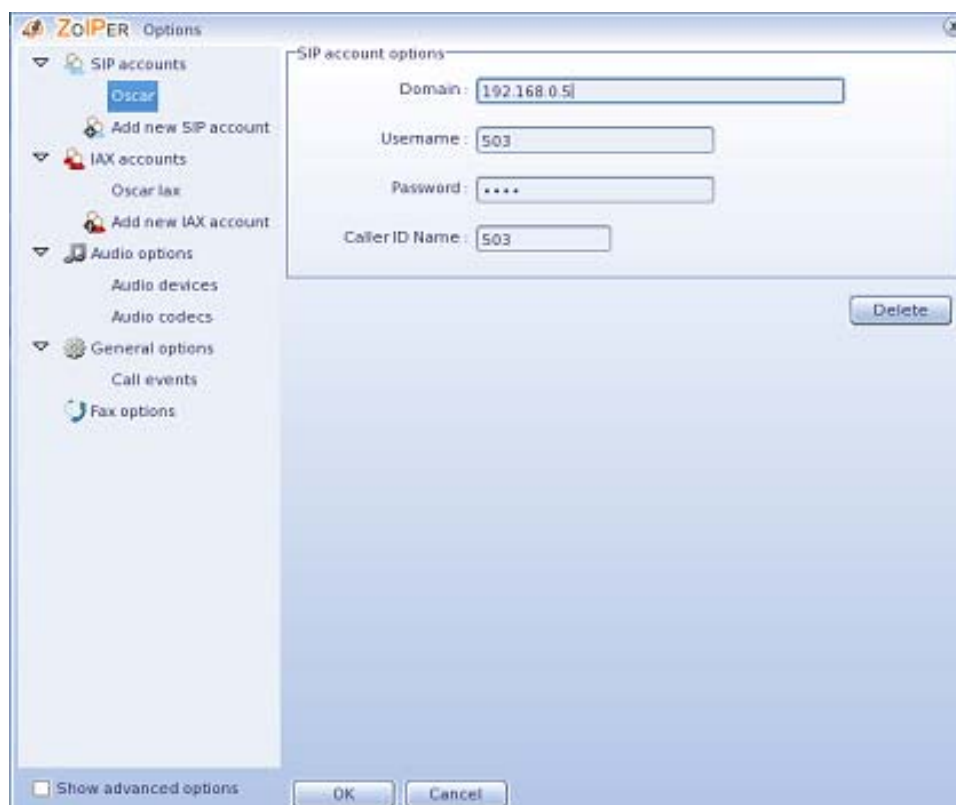 ZOIPER Options
SIP accounts
Oscar
Add new SIP account
IAX accounts
Oscar Iax
Add new IAX account
Audio options
Audio devices
Audio codecs
General options
Call events
Fax options
Show advanced options
SIP account options
Domain : 192.168.0.5
Username : 503
Password : ••••
Caller ID Name : 503
Delete
OK
Cancel